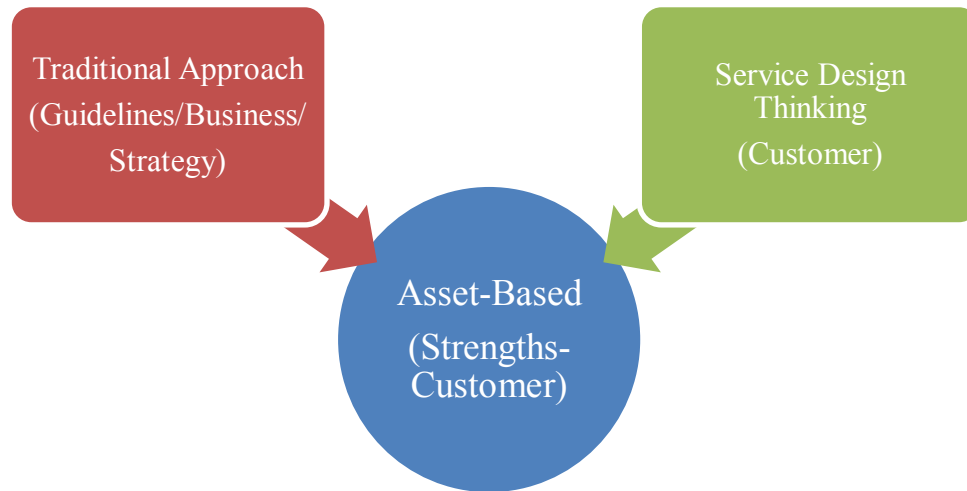 Traditional Approach
(Guidelines/Business/
Strategy)
Service Design
Thinking
(Customer)
Asset-Based
(Strengths-
Customer)